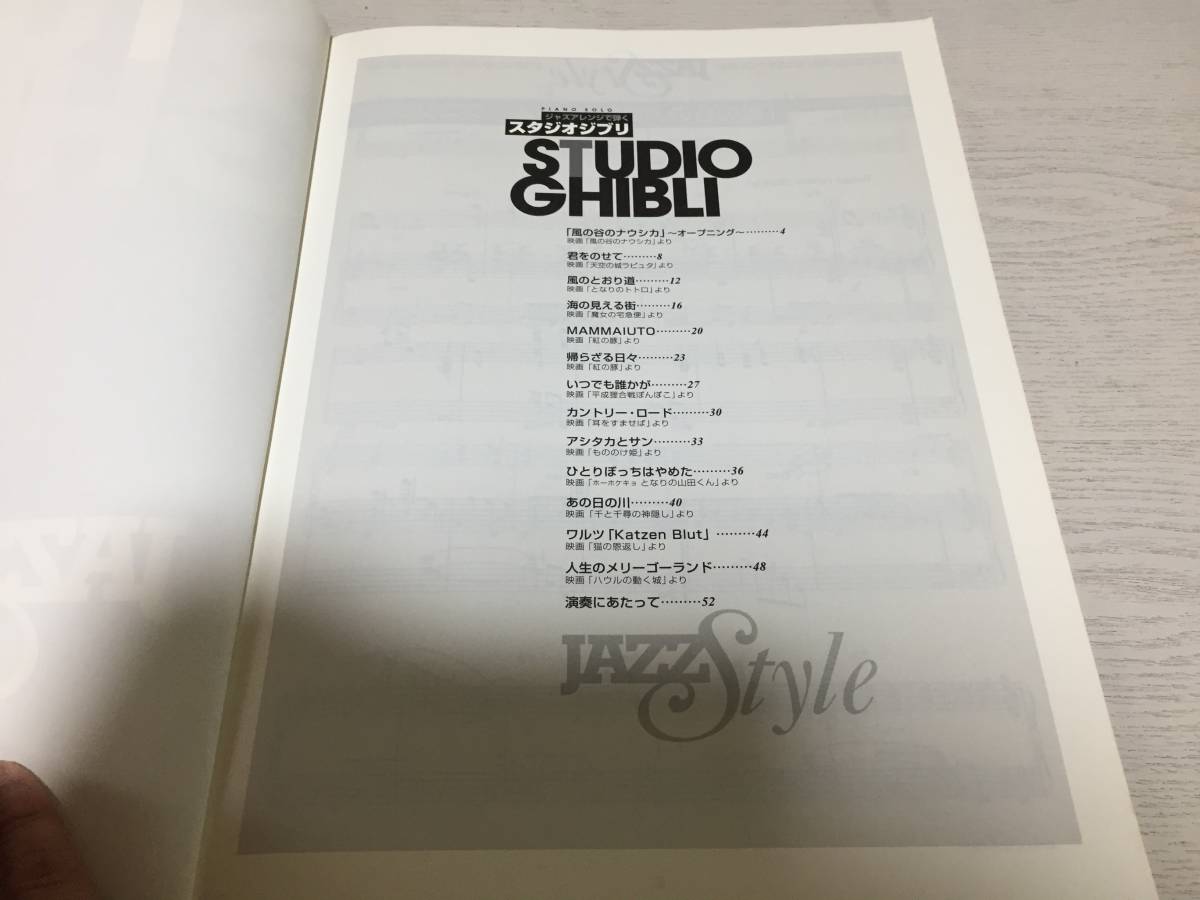 PIANO SOLO
ジャズアレンジで弾く
スタジオジブリ
STUDIO
GHIBLI
「風の谷のナウシカ」～オープニング～………4
映画「風の谷のナウシカ」より
君をのせて………8
映画「天空の城ラピュタ」より
風のとおり道………12
映画「となりのトトロ」より
海の見える街………16
映画「魔女の宅急便」より
MAMMAIUTO………20
映画「紅の豚」より
帰らざる日々………23
映画「紅の豚」より
いつでも誰かが………27
映画「平成狸合戦ぽんぽこ」より
カントリー・ロード………30
映画「耳をすませば」より
アシタカとサン………33
映画「もののけ姫」より
ひとりぼっちはやめた………36
映画「ホーホケキョ となりの山田くん」より
あの日の川………40
映画「千と千尋の神隠し」より
ワルツ「Katzen Blut」………44
映画「猫の恩返し」より
人生のメリーゴーランド………48
映画「ハウルの動く城」より
演奏にあたって………52
JAZZ Style